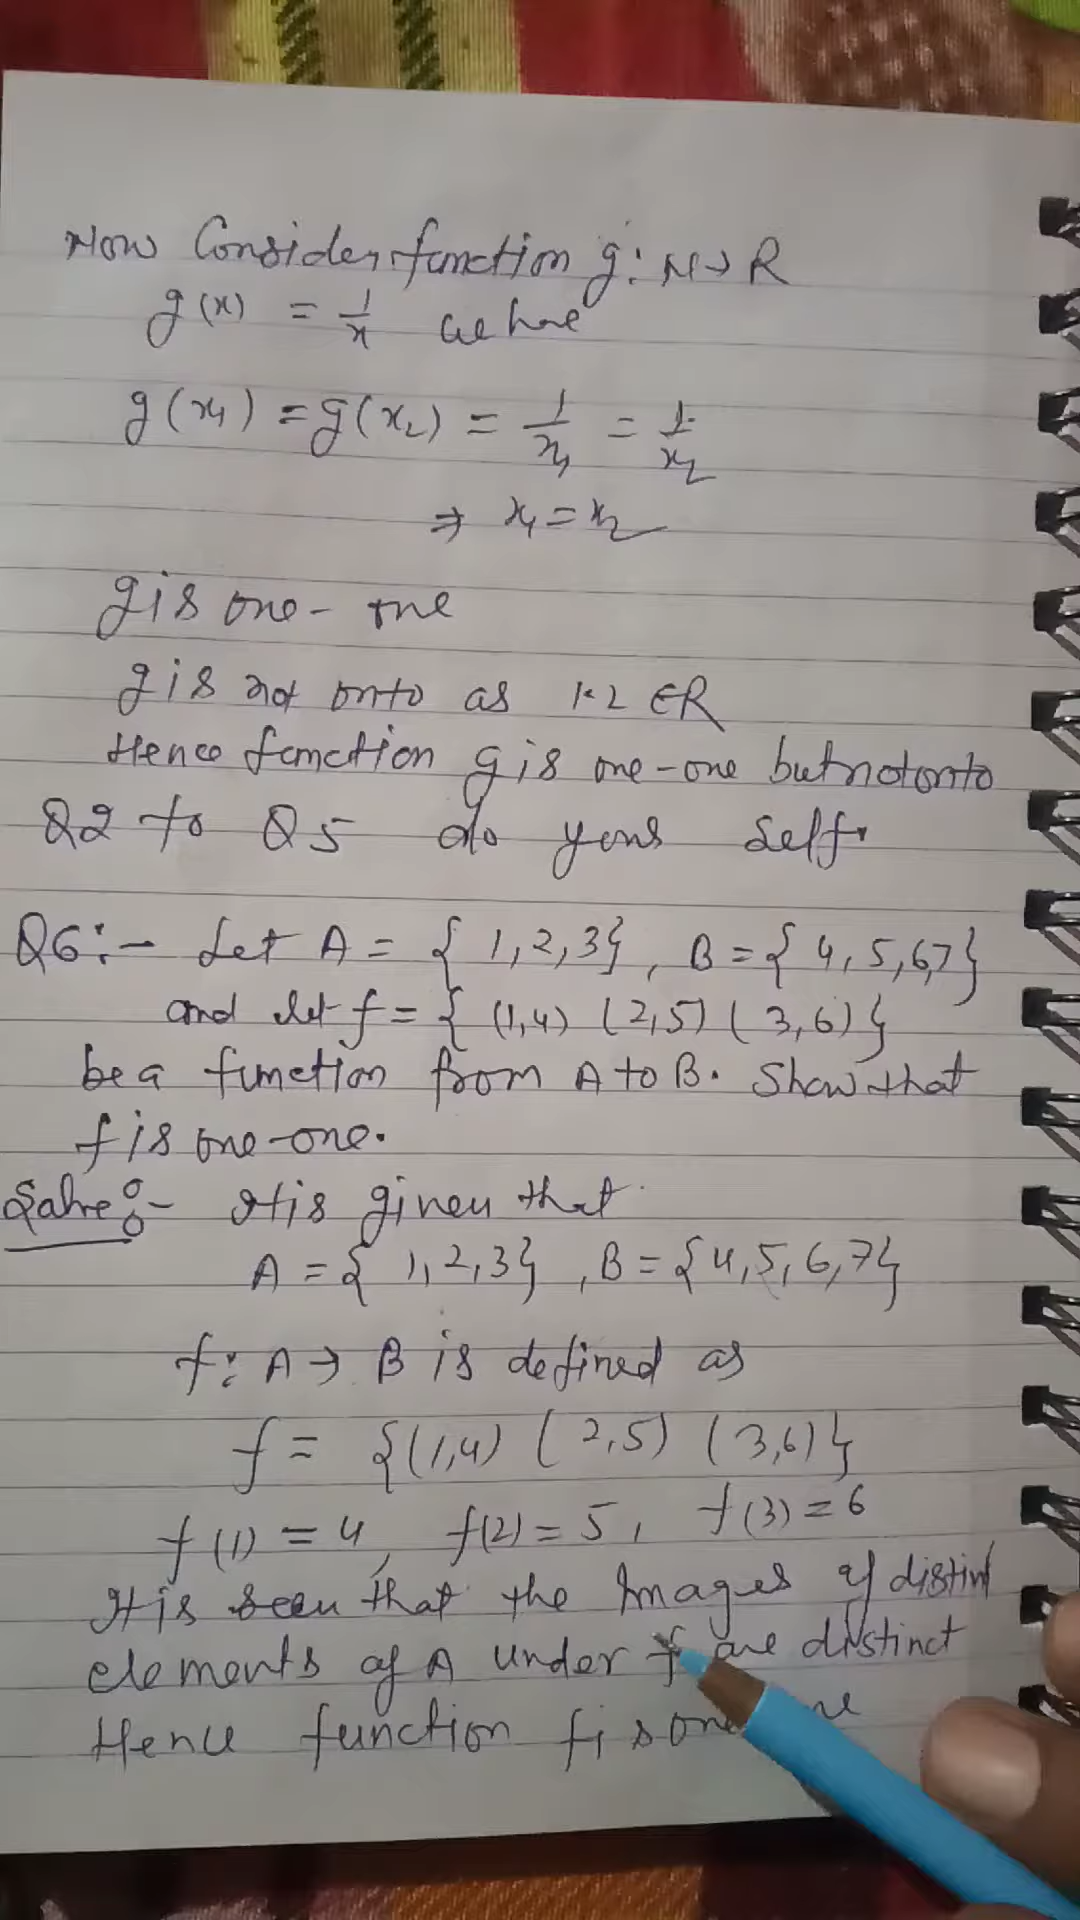 Now Consider function g: N→R
g(x) = 1/x we have
g(x1) = g(x2) = 1/x1 = 1/x2
⇒ x1 = x2
g is one-one
g is not onto as 1.2 ∈R
Hence function g is one-one but not onto
Q2 to Q5 do yours self.
Q6:- Let A = { 1,2,3}, B = { 4,5,6,7}
and let f = { (1,4) (2,5) (3,6)}
be a function from A to B. Show that
f is one-one.
Solve:- It is given that
A = { 1,2,3} , B = {4,5,6,7}
f: A → B is defined as
f = {(1,4) (2,5) (3,6)}
f(1) = 4, f(2) = 5, f(3) = 6
It is seen that the Images of distint
elements of A under f are distinct
Hence function f is one